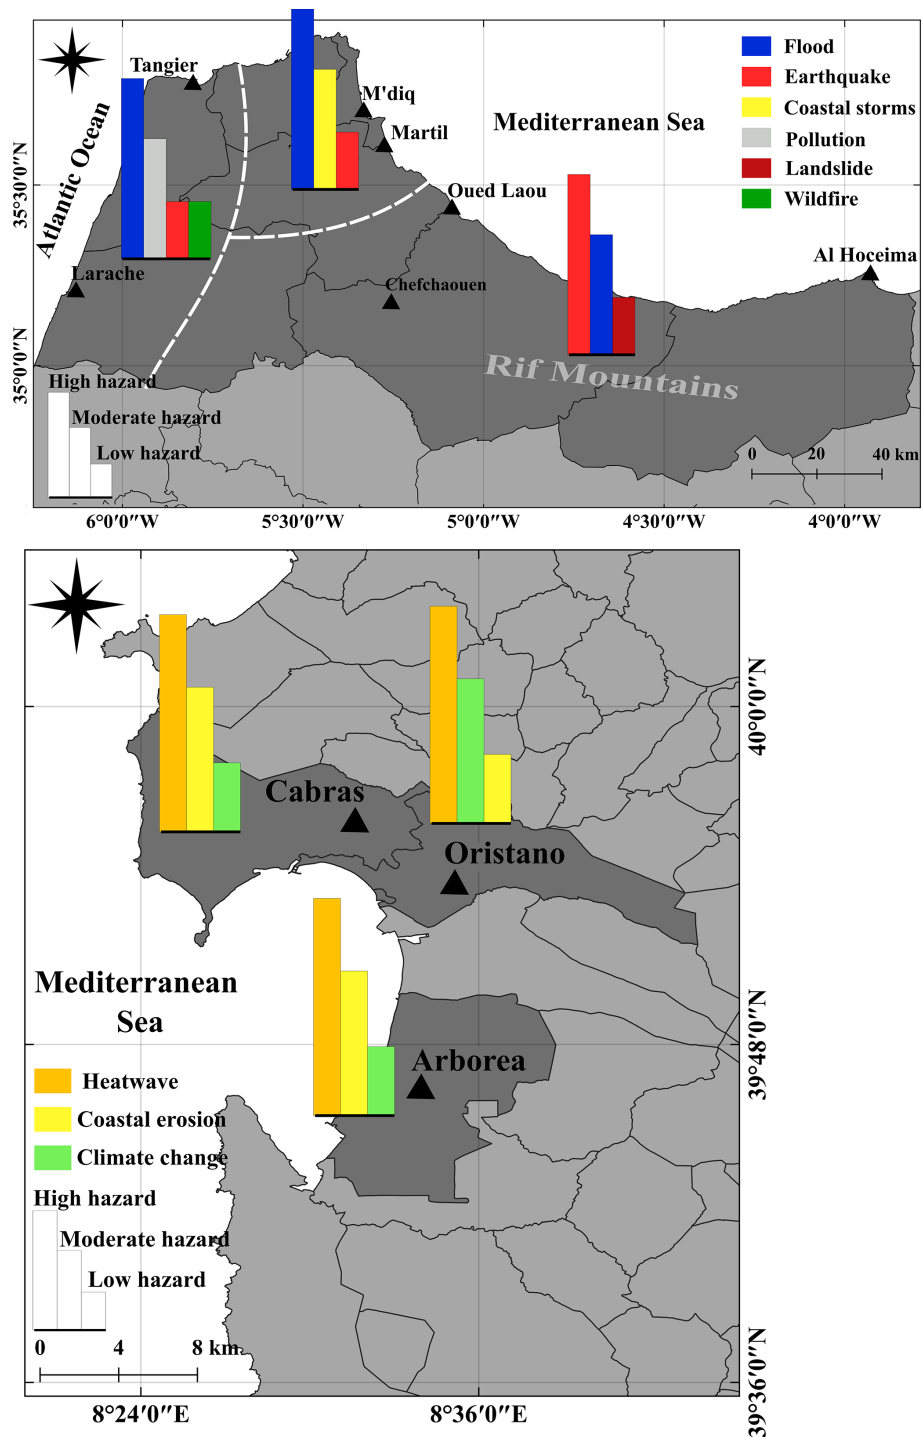 Flood
Tangier
Earthquake
M'diq
Coastal storms
Mediterranean Sea
Martil
Pollution
Atlantic Ocean
Landslide
35°30′0″N
Oued Laou
Wildfire
Al Hoceima
Larache
Chefchaouen
35°0′0″N
Rif Mountains
High hazard
Moderate hazard
Low hazard
0 20 40 km
6°0′0″W 5°30′0″W 5°0′0″W 4°30′0″W 4°0′0″W
40°0′0″N
Cabras
Oristano
Mediterranean
Sea
39°48′0″N
Arborea
Heatwave
Coastal erosion
Climate change
High hazard
Moderate hazard
Low hazard
0 4 8 km
39°36′0″N
8°24′0″E 8°36′0″E